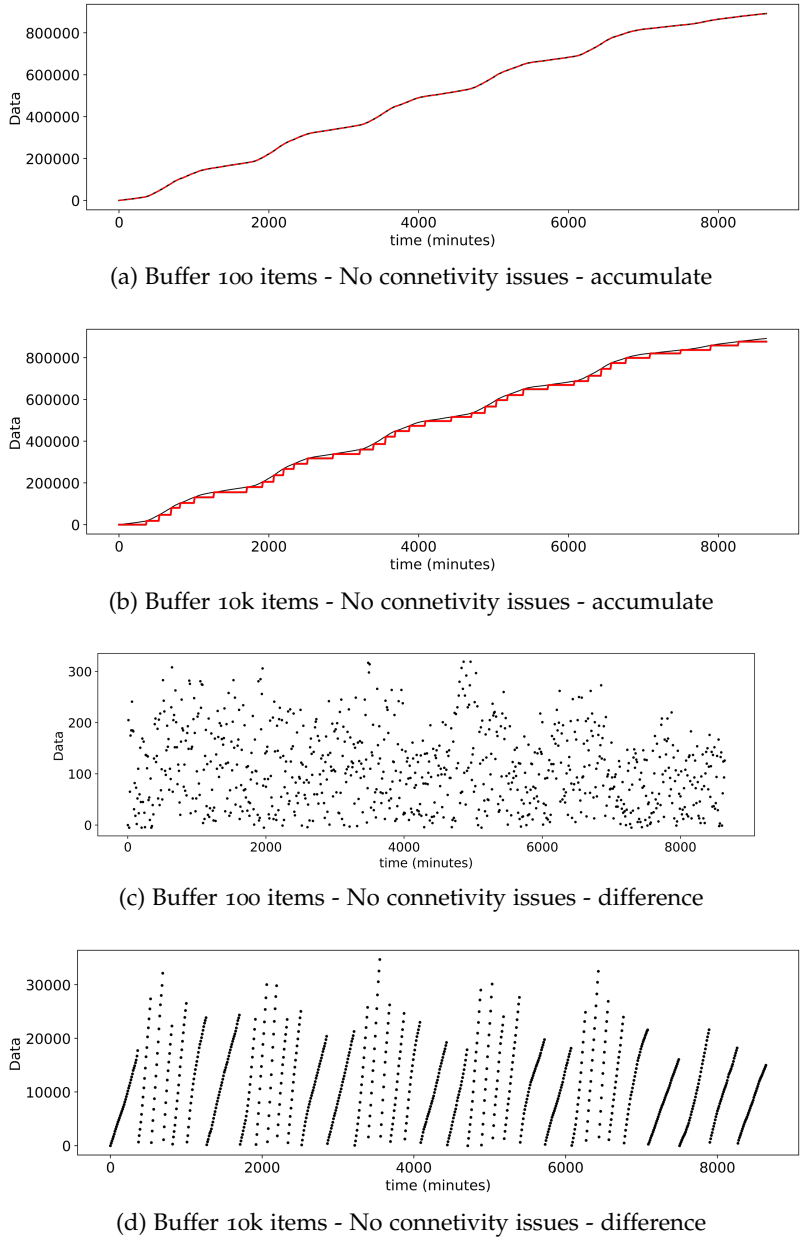 800000
600000
400000
200000
0
Data
0 2000 4000 6000 8000
time (minutes)
(a) Buffer 100 items - No connetivity issues - accumulate
800000
600000
400000
200000
0
Data
0 2000 4000 6000 8000
time (minutes)
(b) Buffer 10k items - No connetivity issues - accumulate
300
200
100
0
Data
0 2000 4000 6000 8000
time (minutes)
(c) Buffer 100 items - No connetivity issues - difference
30000
20000
10000
0
Data
0 2000 4000 6000 8000
time (minutes)
(d) Buffer 10k items - No connetivity issues - difference